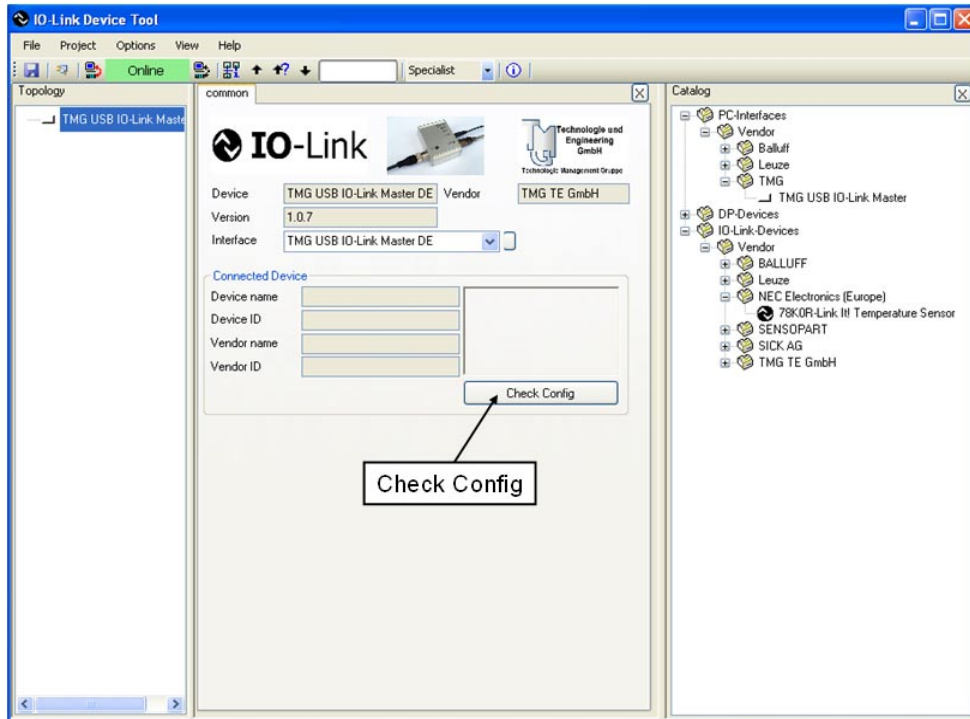 IO-Link Device Tool
File Project Options View Help
Online Specialist
Topology
TMG USB IO-Link Maste
common
IO-Link
Technologie und
Engineering
GmbH
Technologie Management Gruppe
Device TMG USB IO-Link Master DE Vendor TMG TE GmbH
Version 1.0.7
Interface TMG USB IO-Link Master DE
Connected Device
Device name
Device ID
Vendor name
Vendor ID
Check Config
Check Config
Catalog
PC-Interfaces
Vendor
Balluff
Leuze
TMG
TMG USB IO-Link Master
DP-Devices
IO-Link-Devices
Vendor
BALLUFF
Leuze
NEC Electronics (Europe)
78K0R-Link It! Temperature Sensor
SENSOPART
SICK AG
TMG TE GmbH